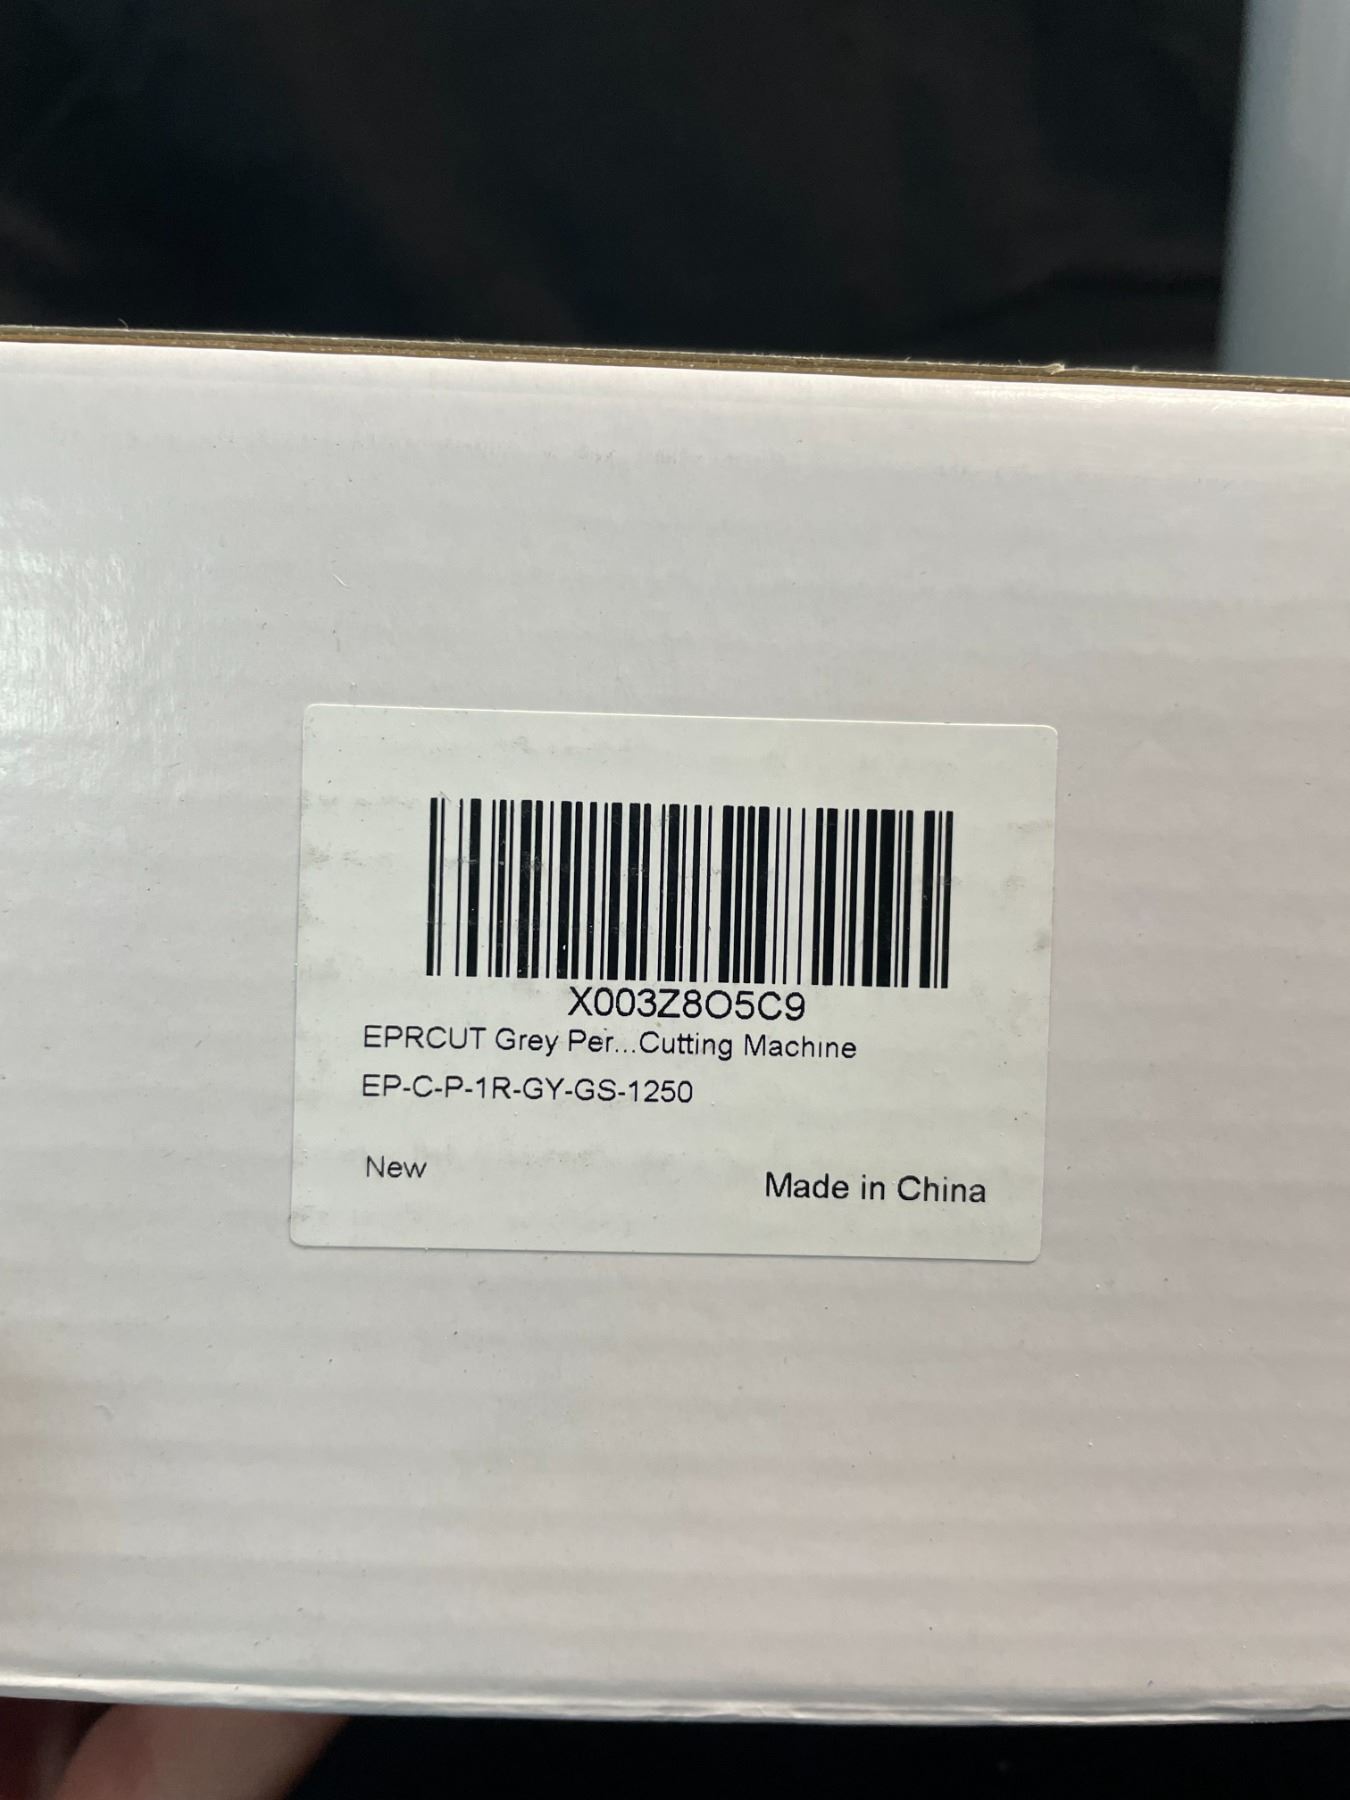 X003Z8O5C9
EPRCUT Grey Per...Cutting Machine
EP-C-P-1R-GY-GS-1250
New
Made in China